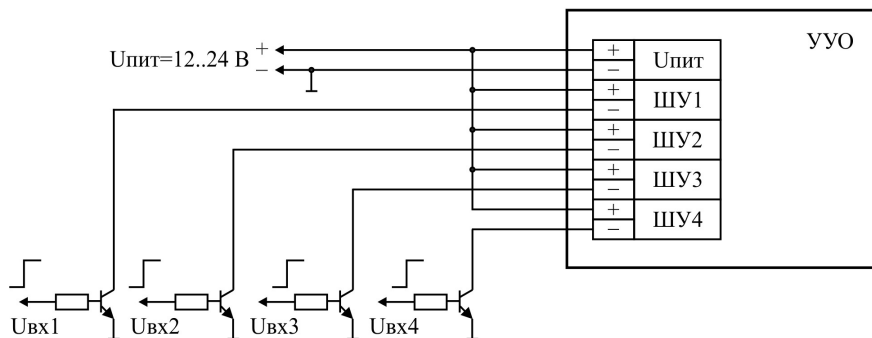 УУО
Uпит=12..24 В
+
−
+
−
Uпит
+
−
ШУ1
+
−
ШУ2
+
−
ШУ3
+
−
ШУ4
Uвх1
Uвх2
Uвх3
Uвх4